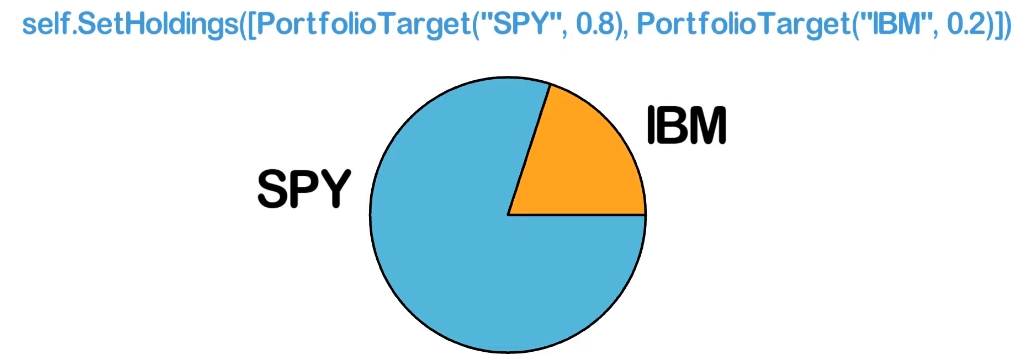 self.SetHoldings([PortfolioTarget("SPY", 0.8), PortfolioTarget("IBM", 0.2)])
IBM
SPY